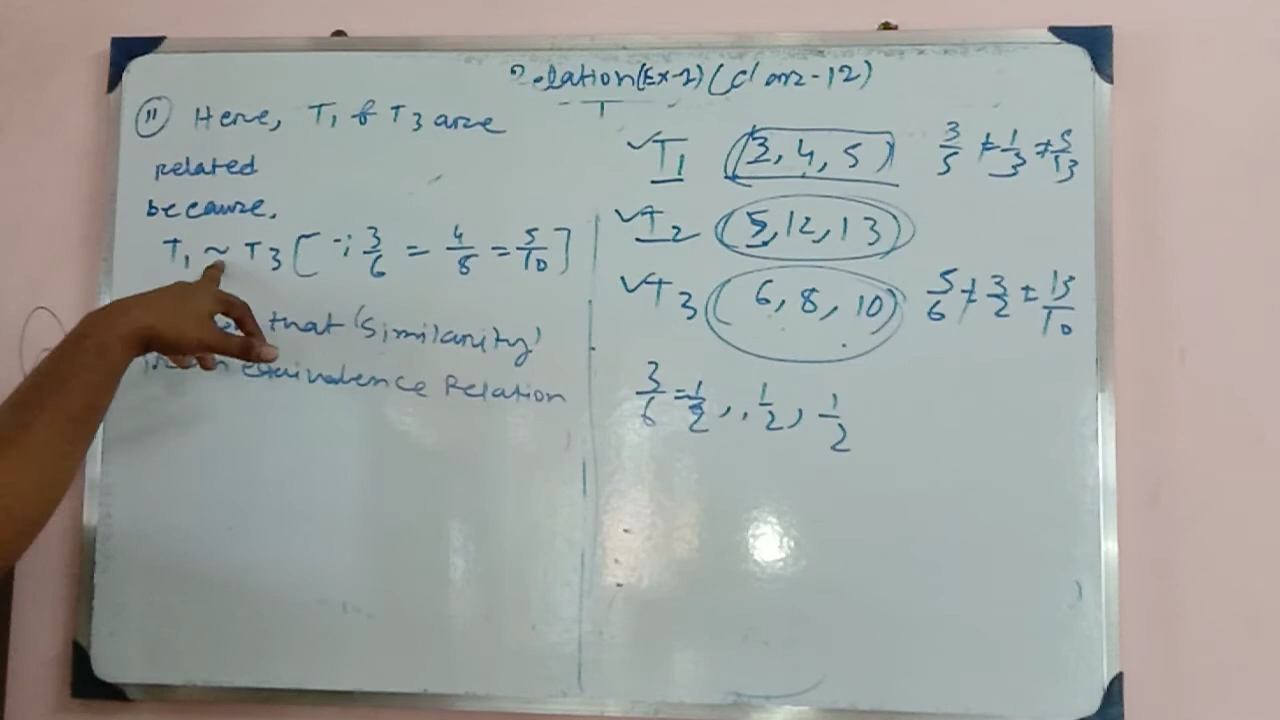 Relation(Ex-1)(Class-12)
(11) Here, T1 & T3 are
related
because,
T1 ~ T3 [∵ 3/6 = 4/8 = 5/10]
that 'Similarity'
an equivalence Relation
✓T1 (3, 4, 5) 3/5 ≠ 1/3 ≠ 5/13
✓T2 (5, 12, 13)
✓T3 (6, 8, 10) 5/6 ≠ 3/2 ≠ 13/10
3/6 = 1/2, , 1/2, 1/2